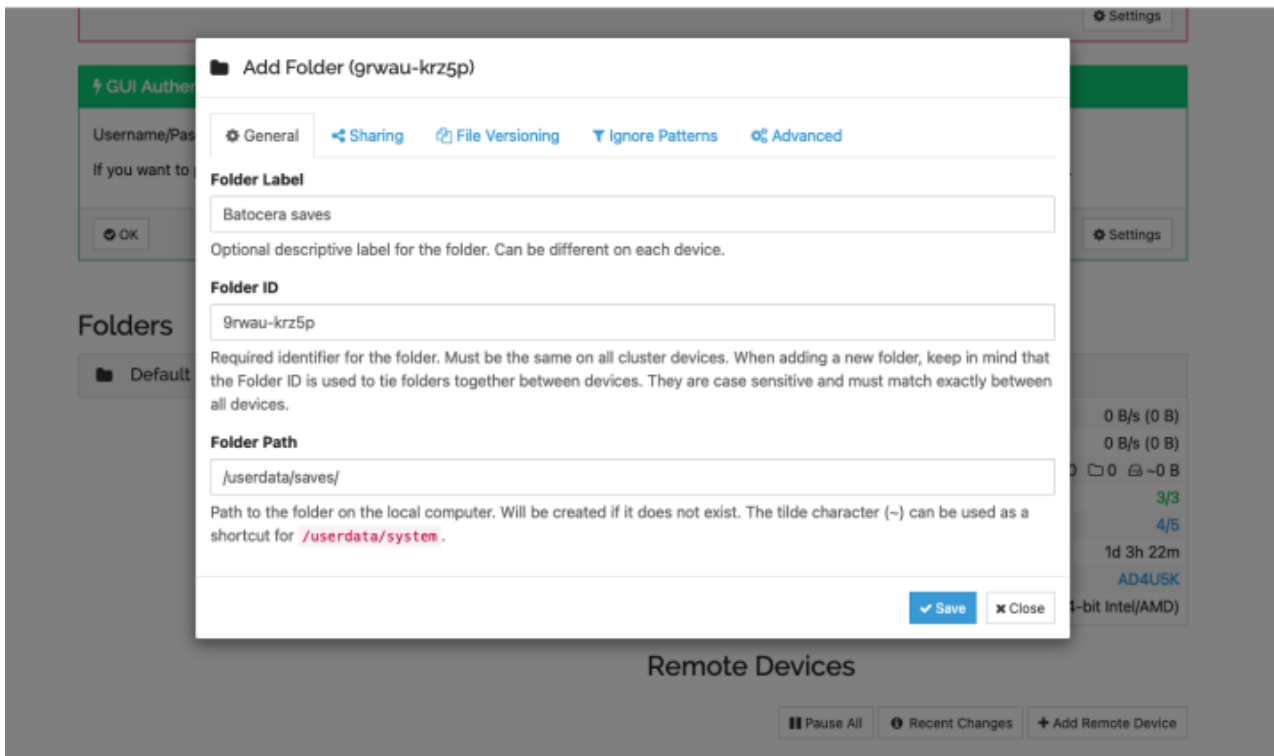 Settings
Add Folder (9rwau-krz5p)
GUI Authen
Username/Pas
General Sharing File Versioning Ignore Patterns Advanced
If you want to
Folder Label
Batocera saves
OK
Settings
Optional descriptive label for the folder. Can be different on each device.
Folder ID
9rwau-krz5p
Folders
Required identifier for the folder. Must be the same on all cluster devices. When adding a new folder, keep in mind that
Default
the Folder ID is used to tie folders together between devices. They are case sensitive and must match exactly between
all devices.
0 B/s (0 B)
Folder Path
0 B/s (0 B)
/userdata/saves/
0 ~0 B
3/3
Path to the folder on the local computer. Will be created if it does not exist. The tilde character (~) can be used as a
4/5
shortcut for /userdata/system.
1d 3h 22m
AD4U5K
Save Close
-bit Intel/AMD)
Remote Devices
Pause All Recent Changes Add Remote Device